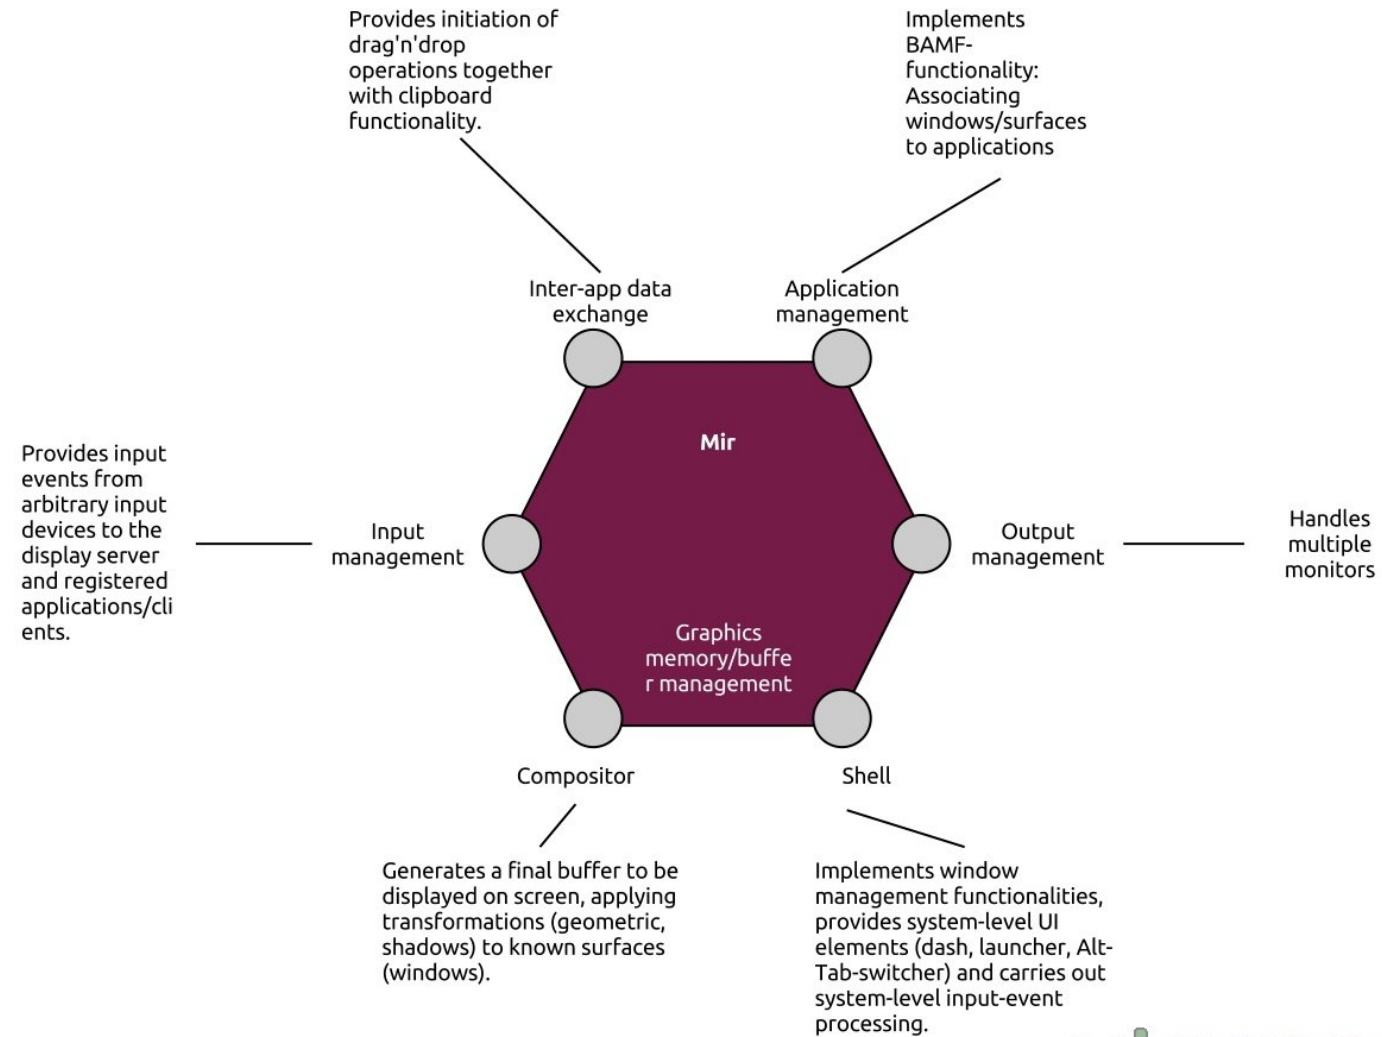 Provides initiation of
drag'n'drop
operations together
with clipboard
functionality.
Implements
BAMF-
functionality:
Associating
windows/surfaces
to applications
Inter-app data
exchange
Application
management
Mir
Provides input
events from
arbitrary input
devices to the
display server
and registered
applications/cli
ents.
Input
management
Output
management
Handles
multiple
monitors
Graphics
memory/buffe
r management
Compositor
Shell
Generates a final buffer to be
displayed on screen, applying
transformations (geometric,
shadows) to known surfaces
(windows).
Implements window
management functionalities,
provides system-level UI
elements (dash, launcher, Alt-
Tab-switcher) and carries out
system-level input-event
processing.